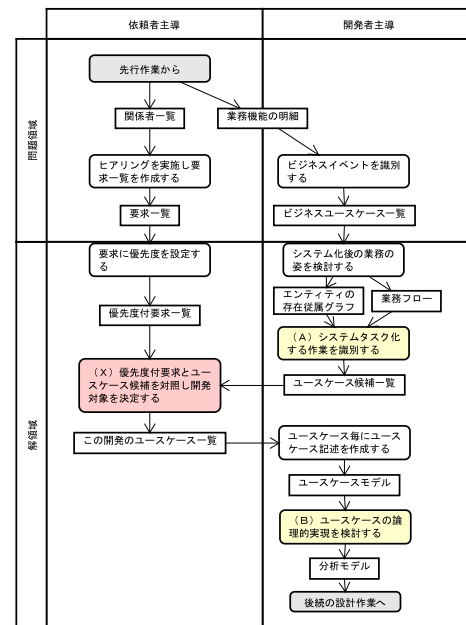 依頼者主導
開発者主導
問題領域
先行作業から
関係者一覧
業務機能の明細
ヒアリングを実施し要
求一覧を作成する
ビジネスイベントを識別
する
要求一覧
ビジネスユースケース一覧
解領域
要求に優先度を設定す
る
システム化後の業務の
姿を検討する
エンティティの
存在従属グラフ
業務フロー
優先度付要求一覧
（A）システムタスク化
する作業を識別する
（X）優先度付要求とユー
スケース候補を対照し開発
対象を決定する
ユースケース候補一覧
この開発のユースケース一覧
ユースケース毎にユース
ケース記述を作成する
ユースケースモデル
（B）ユースケースの論
理的実現を検討する
分析モデル
後続の設計作業へ